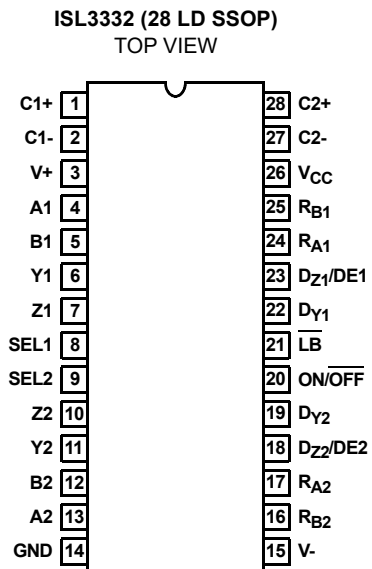 ISL3332 (28 LD SSOP)
TOP VIEW
C1+ 1 28 C2+
C1- 2 27 C2-
V+ 3 26 VCC
A1 4 25 RB1
B1 5 24 RA1
Y1 6 23 DZ1/DE1
Z1 7 22 DY1
SEL1 8 21 L̅B̅
SEL2 9 20 ON/O̅F̅F̅
Z2 10 19 DY2
Y2 11 18 DZ2/DE2
B2 12 17 RA2
A2 13 16 RB2
GND 14 15 V-